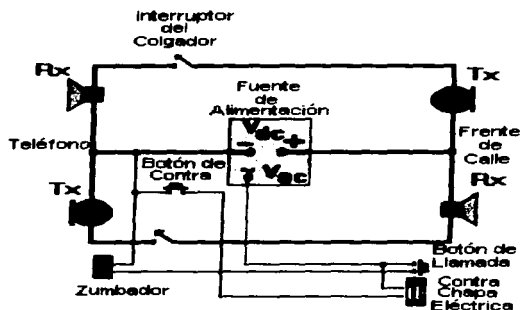 Interruptor
del
Colgador
Rx
Tx
Fuente
de
Alimentación
Vdc
- +
Teléfono
Frente
de
Calle
Botón de
Contra
~ Vac
Tx
Rx
Botón de
Llamada
Zumbador
Contra
Chapa
Eléctrica